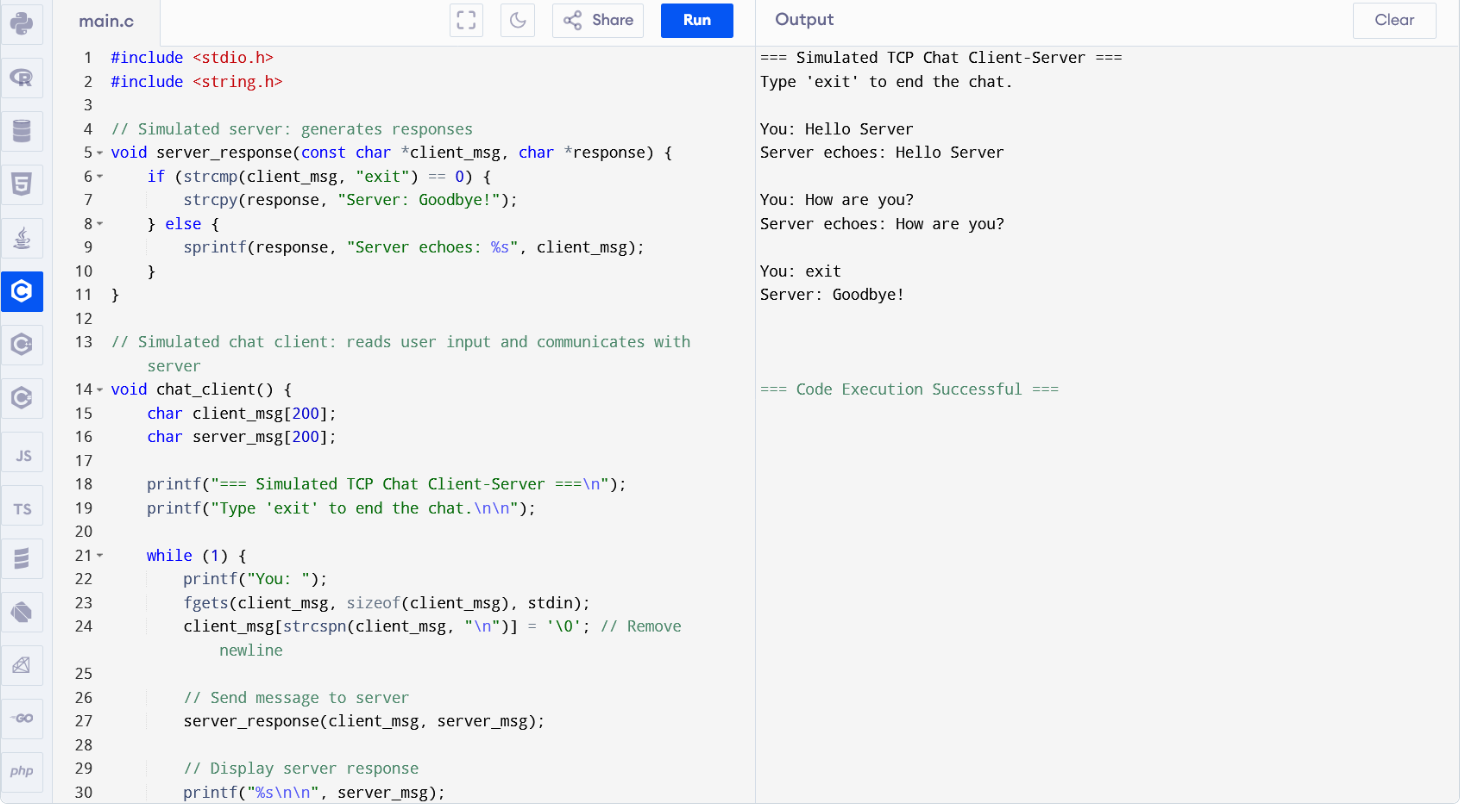 main.c
Share
Run
Output
Clear
1 #include <stdio.h>
2 #include <string.h>
3
4 // Simulated server: generates responses
5 void server_response(const char *client_msg, char *response) {
6 if (strcmp(client_msg, "exit") == 0) {
7 strcpy(response, "Server: Goodbye!");
8 } else {
9 sprintf(response, "Server echoes: %s", client_msg);
10 }
11 }
12
13 // Simulated chat client: reads user input and communicates with
server
14 void chat_client() {
15 char client_msg[200];
16 char server_msg[200];
17
18 printf("=== Simulated TCP Chat Client-Server ===\n");
19 printf("Type 'exit' to end the chat.\n\n");
20
21 while (1) {
22 printf("You: ");
23 fgets(client_msg, sizeof(client_msg), stdin);
24 client_msg[strcspn(client_msg, "\n")] = '\0'; // Remove
newline
25
26 // Send message to server
27 server_response(client_msg, server_msg);
28
29 // Display server response
30 printf("%s\n\n", server_msg);
=== Simulated TCP Chat Client-Server ===
Type 'exit' to end the chat.
You: Hello Server
Server echoes: Hello Server
You: How are you?
Server echoes: How are you?
You: exit
Server: Goodbye!
=== Code Execution Successful ===
R
5
C
C
C
JS
TS
GO
php